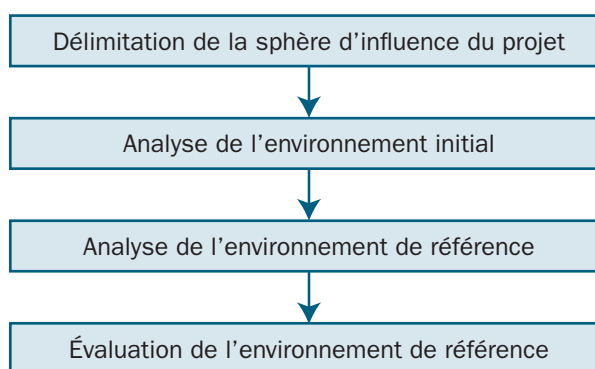 Délimitation de la sphère d’influence du projet
Analyse de l’environnement initial
Analyse de l’environnement de référence
Évaluation de l’environnement de référence